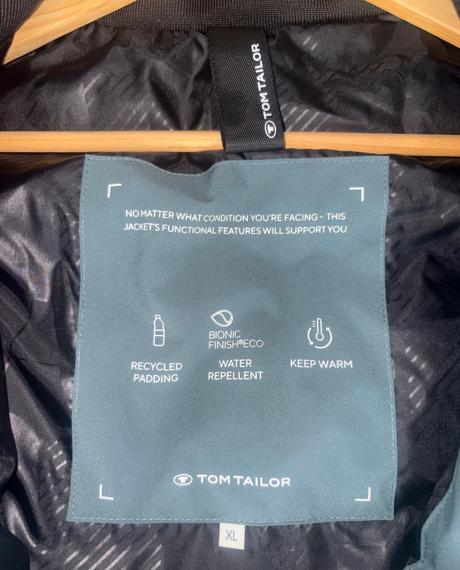 TOM TAILOR
NO MATTER WHAT CONDITION YOU'RE FACING - THIS
JACKET'S FUNCTIONAL FEATURES WILL SUPPORT YOU
RECYCLED
PADDING
BIONIC
FINISH®ECO
WATER
REPELLENT
KEEP WARM
TOM TAILOR
XL